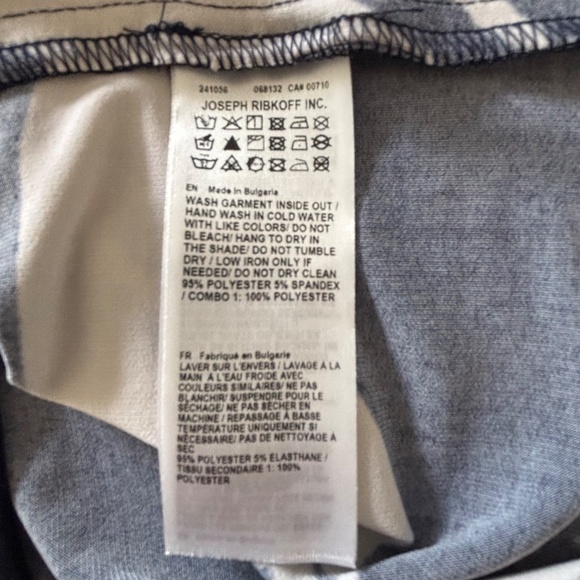 241056 068132 CA# 00710
JOSEPH RIBKOFF INC.
EN Made in Bulgaria
WASH GARMENT INSIDE OUT /
HAND WASH IN COLD WATER
WITH LIKE COLORS/ DO NOT
BLEACH/ HANG TO DRY IN
THE SHADE/ DO NOT TUMBLE
DRY / LOW IRON ONLY IF
NEEDED/ DO NOT DRY CLEAN
95% POLYESTER 5% SPANDEX
/ COMBO 1: 100% POLYESTER
FR Fabriqué en Bulgarie
LAVER SUR L'ENVERS / LAVAGE À LA
MAIN A L'EAU FROIDE AVEC
COULEURS SIMILAIRES/ NE PAS
BLANCHIR/ SUSPENDRE POUR LE
SÉCHAGE/ NE PAS SÉCHER EN
MACHINE / REPASSAGE À BASSE
TEMPÉRATURE UNIQUEMENT SI
NÉCESSAIRE/ PAS DE NETTOYAGE À
SEC
95% POLYESTER 5% ELASTHANE /
TISSU SECONDAIRE 1: 100%
POLYESTER